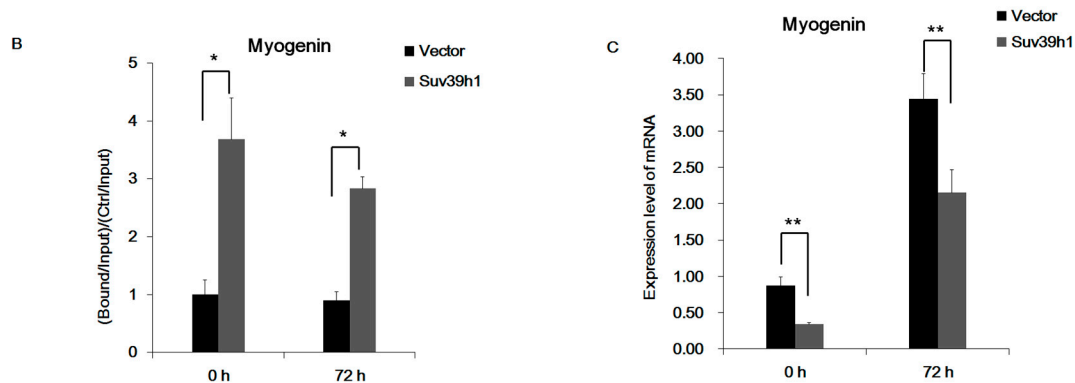 B
Myogenin
Vector
Suv39h1
(Bound/Input)/(Ctrl/Input)
5
4
3
2
1
0
*
*
0 h
72 h
C
Myogenin
Vector
Suv39h1
Expression level of mRNA
4.00
3.50
3.00
2.50
2.00
1.50
1.00
0.50
0.00
**
**
0 h
72 h